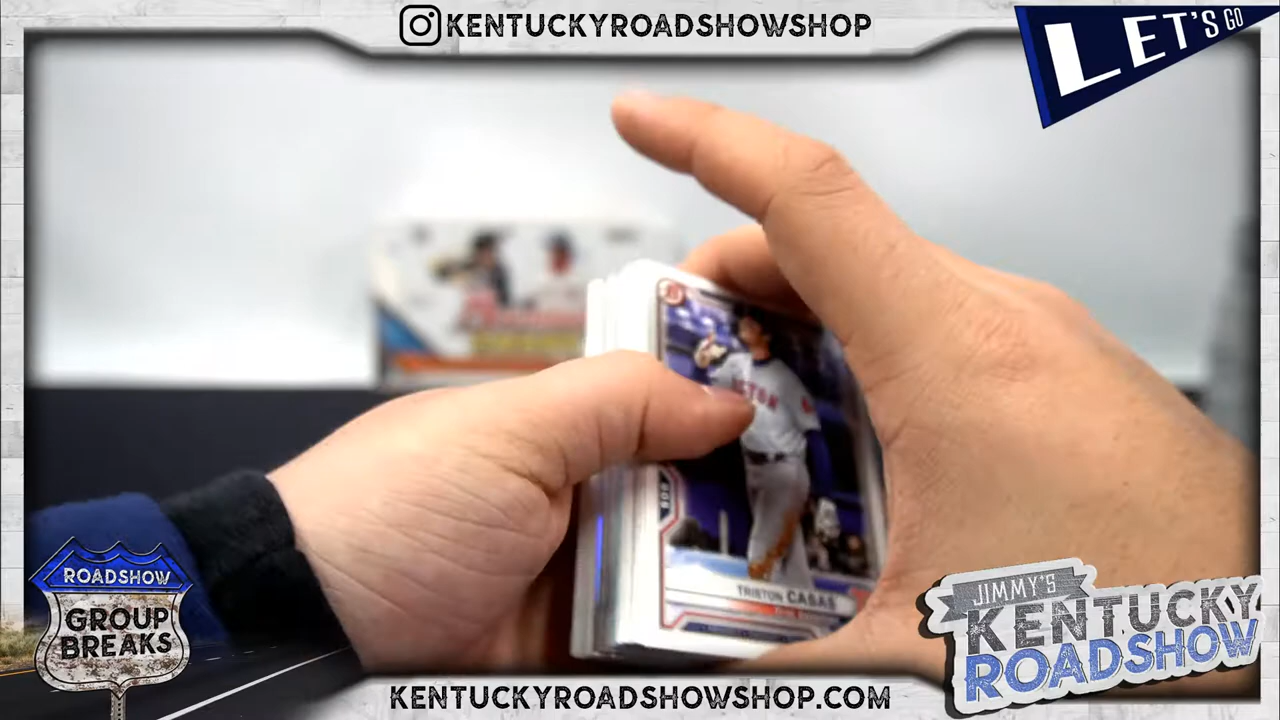 KENTUCKYROADSHOWSHOP
LET'S GO
TRISTON CASAS
ROADSHOW
GROUP
BREAKS
JIMMY'S
KENTUCKY
ROADSHOW
KENTUCKYROADSHOWSHOP.COM